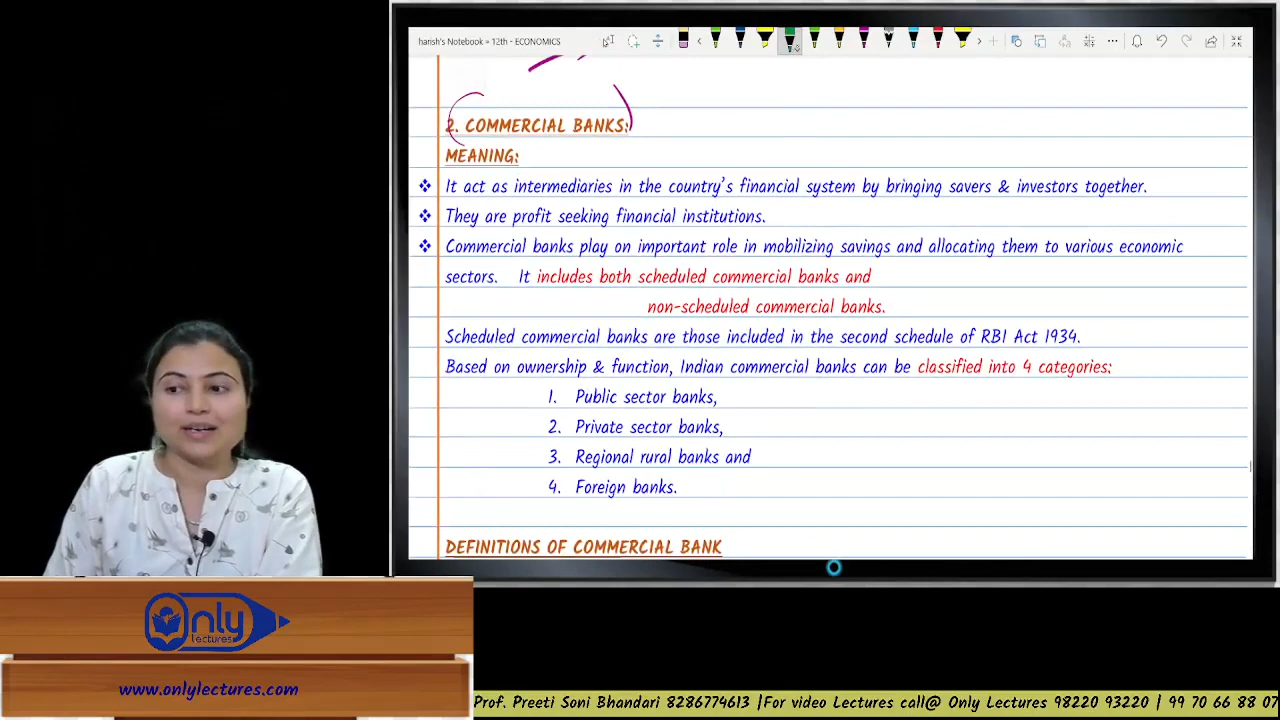 harish's Notebook » 12th - ECONOMICS
2. COMMERCIAL BANKS:
MEANING:
❖ It act as intermediaries in the country's financial system by bringing savers & investors together.
❖ They are profit seeking financial institutions.
❖ Commercial banks play on important role in mobilizing savings and allocating them to various economic
sectors. It includes both scheduled commercial banks and
non-scheduled commercial banks.
Scheduled commercial banks are those included in the second schedule of RBI Act 1934.
Based on ownership & function, Indian commercial banks can be classified into 4 categories:
1. Public sector banks,
2. Private sector banks,
3. Regional rural banks and
4. Foreign banks.
DEFINITIONS OF COMMERCIAL BANK
Only
lectures
www.onlylectures.com
Prof. Preeti Soni Bhandari 8286774613 |For video Lectures call@ Only Lectures 98220 93220 | 99 70 66 88 07